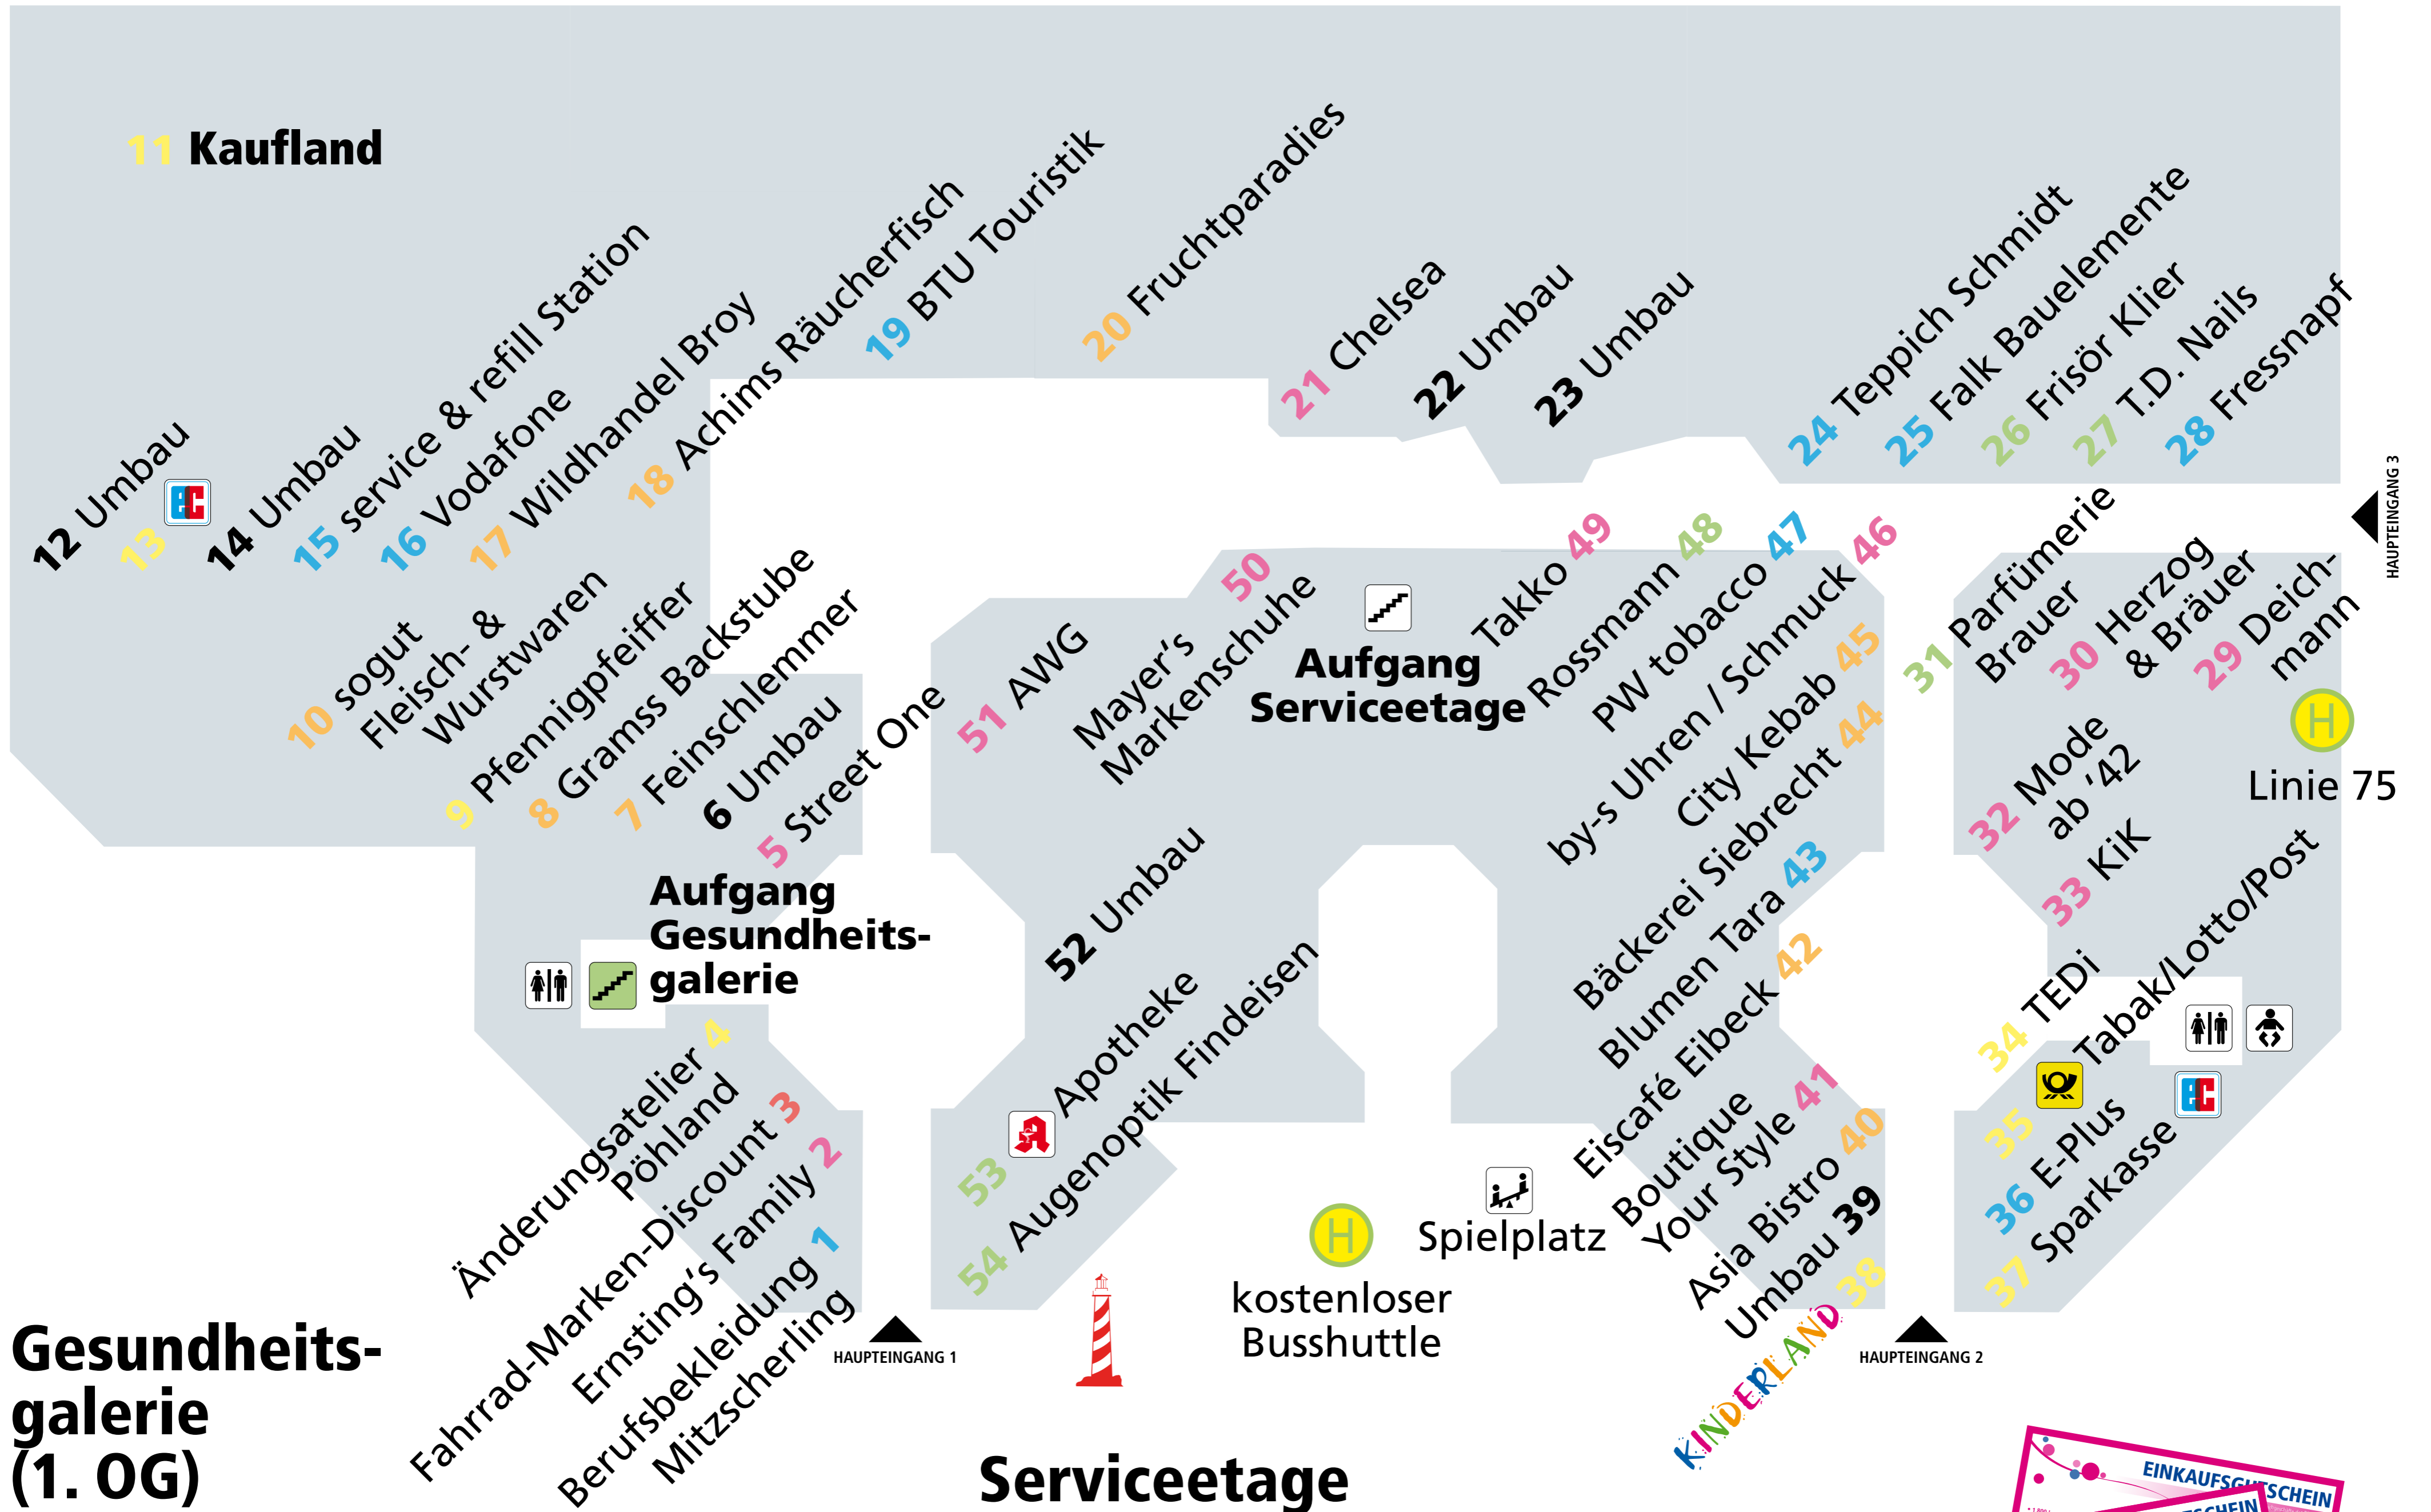 11 Kaufland
12 Umbau
13
14 Umbau
15 service & refill Station
16 Vodafone
17 Wildhandel Broy
18 Achims Räucherfisch
19 BTU Touristik
20 Fruchtparadies
21 Chelsea
22 Umbau
23 Umbau
24 Teppich Schmidt
25 Falk Bauelemente
26 Frisör Klier
27 T.D. Nails
28 Fressnapf
HAUPTEINGANG 3
10 sogut
Fleisch- &
Wurstwaren
9 Pfennigpfeiffer
8 Gramss Backstube
7 Feinschlemmer
6 Umbau
5 Street One
Aufgang
Gesundheits-
galerie
51 AWG
50
Mayer's
Markenschuhe
Aufgang
Serviceetage
Takko 49
Rossmann 48
PW tobacco 47
by-s Uhren / Schmuck 46
City Kebab 45
Bäckerei Siebrecht 44
Blumen Tara 43
Eiscafé Eibeck 42
Boutique
Your Style 41
Asia Bistro 40
Umbau 39
KINDERLAND 38
31 Parfümerie
Brauer
30 Herzog
& Bräuer
29 Deich-
mann
H
Linie 75
32 Mode
ab '42
33 KiK
34 TEDi
35 Tabak/Lotto/Post
36 E-Plus
37 Sparkasse
ec
ec
52 Umbau
53 Apotheke
54 Augenoptik Findeisen
Änderungsatelier 4
Pöhland
Fahrrad-Marken-Discount 3
Ernsting's Family 2
Berufsbekleidung 1
Mitzscherling
HAUPTEINGANG 1
H
kostenloser
Busshuttle
Spielplatz
HAUPTEINGANG 2
Gesundheits-
galerie
(1. OG)
Serviceetage